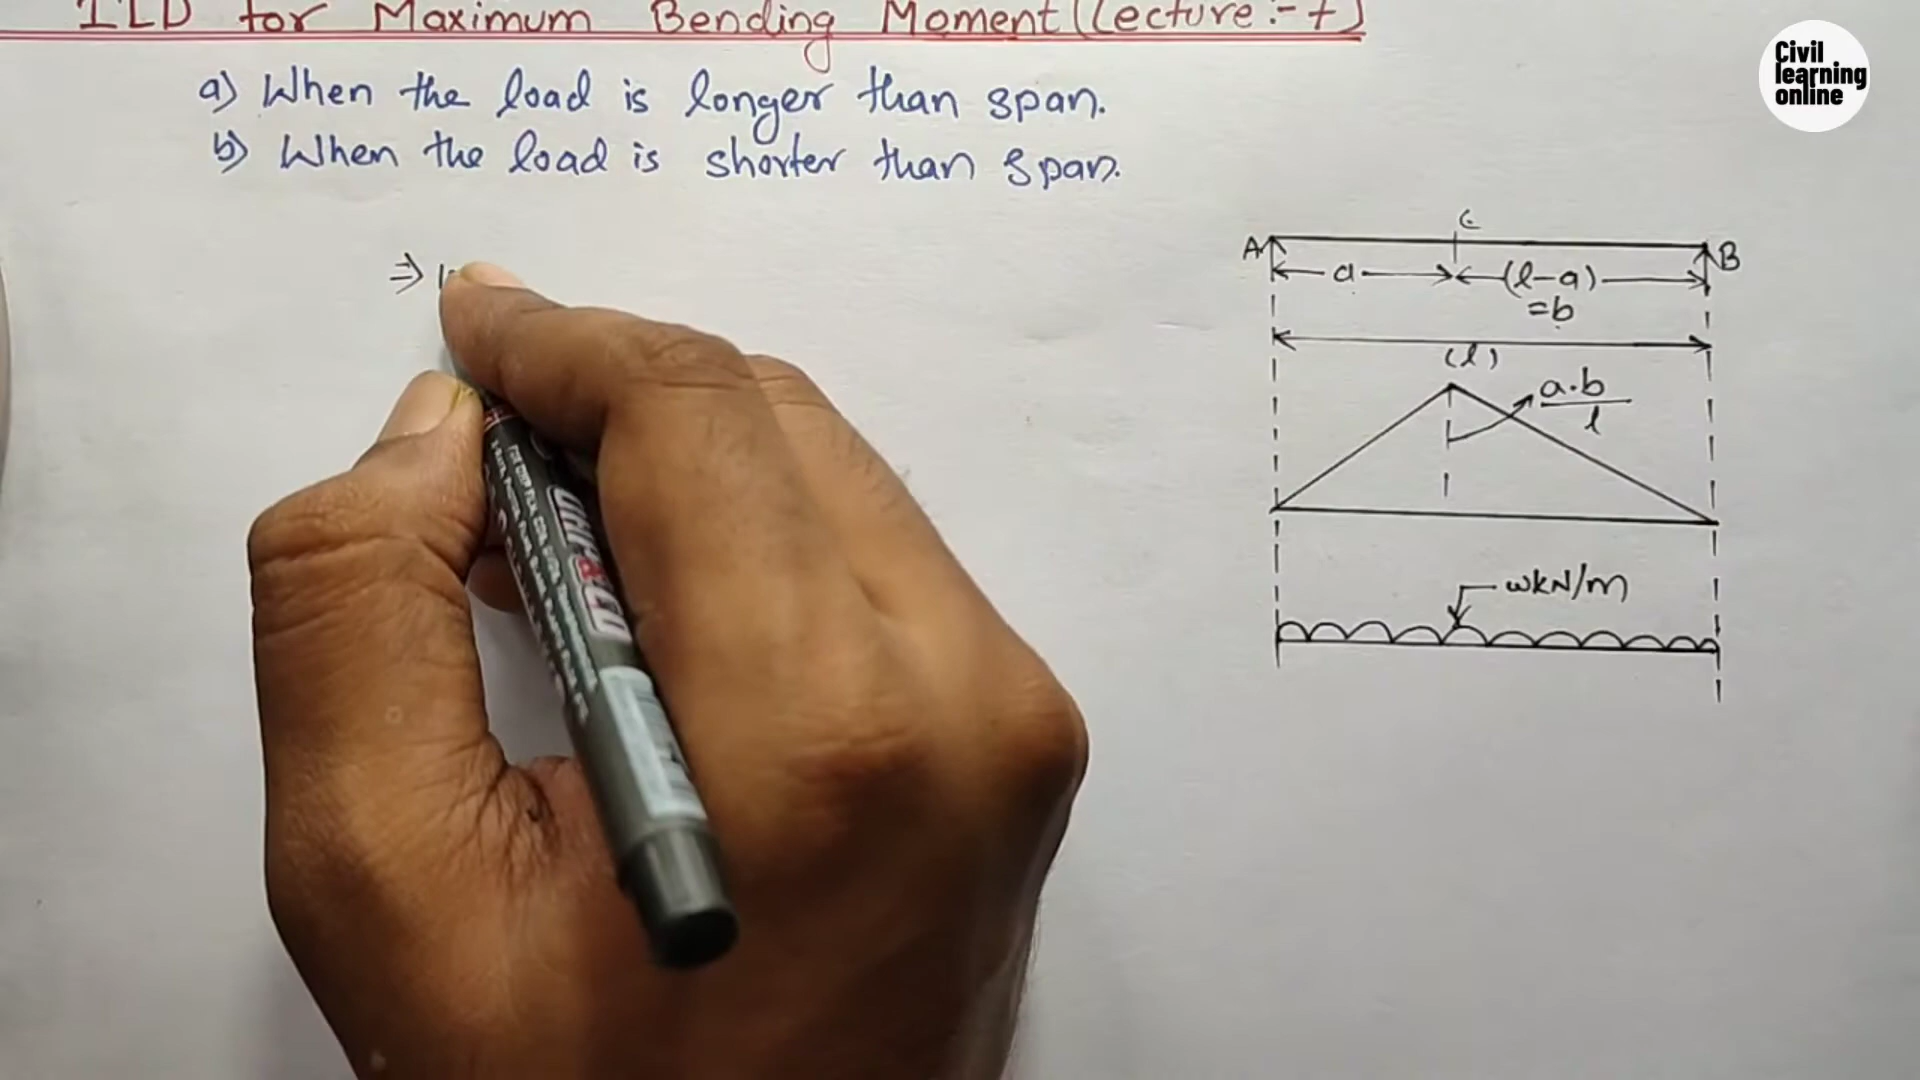 ILD for Maximum Bending Moment (Lecture:-7)
a) When the load is longer than span.
b) When the load is shorter than span.
⇒
A
C
B
a
(l-a)
=b
(l)
a.b
l
wkN/m
Civil
learning
online